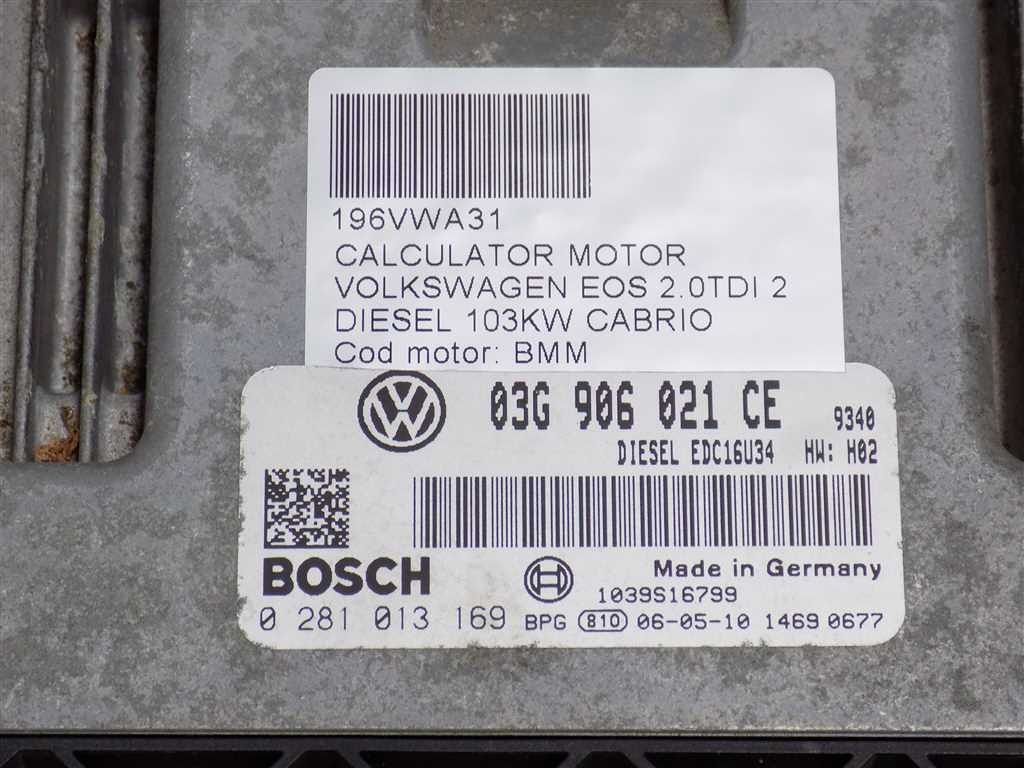 196VWA31
CALCULATOR MOTOR
VOLKSWAGEN EOS 2.0TDI 2
DIESEL 103KW CABRIO
Cod motor: BMM
03G 906 021 CE 9340
DIESEL EDC16U34 HW: H02
BOSCH Made in Germany
1039S16799
0 281 013 169 BPG 810 06-05-10 1469 0677